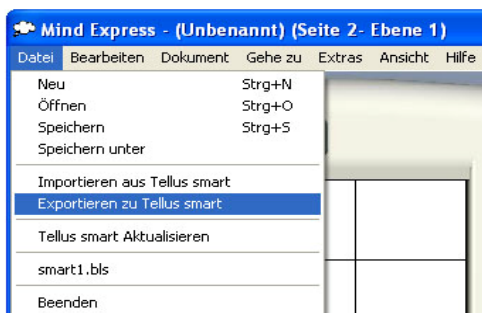 Mind Express - (Unbenannt) (Seite 2- Ebene 1)
Datei Bearbeiten Dokument Gehe zu Extras Ansicht Hilfe
Neu Strg+N
Öffnen Strg+O
Speichern Strg+S
Speichern unter
Importieren aus Tellus smart
Exportieren zu Tellus smart
Tellus smart Aktualisieren
smart1.bls
Beenden